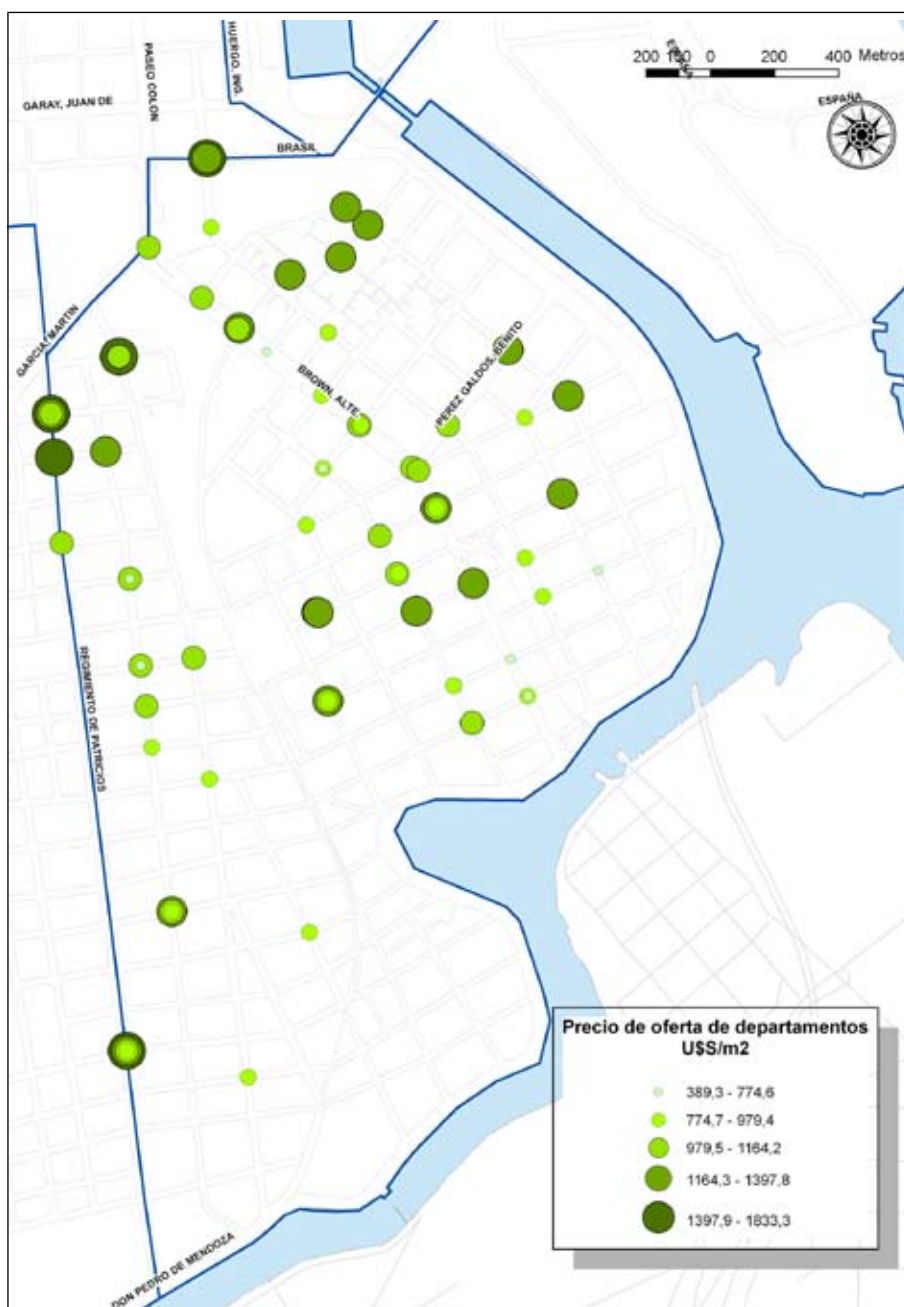 HUERGO, ING.
PASEO COLON
GARAY, JUAN DE
200 100 0 200 400 Metros
ESPAÑA
ESPAÑA
BRASIL
GARCIA, MARTIN
BROWN, ALTE.
PEREZ GALDOS, BENITO
REGIMIENTO DE PATRICIOS
DON PEDRO DE MENDOZA
Precio de oferta de departamentos
U$S/m2
389,3 - 774,6
774,7 - 979,4
979,5 - 1164,2
1164,3 - 1397,8
1397,9 - 1833,3